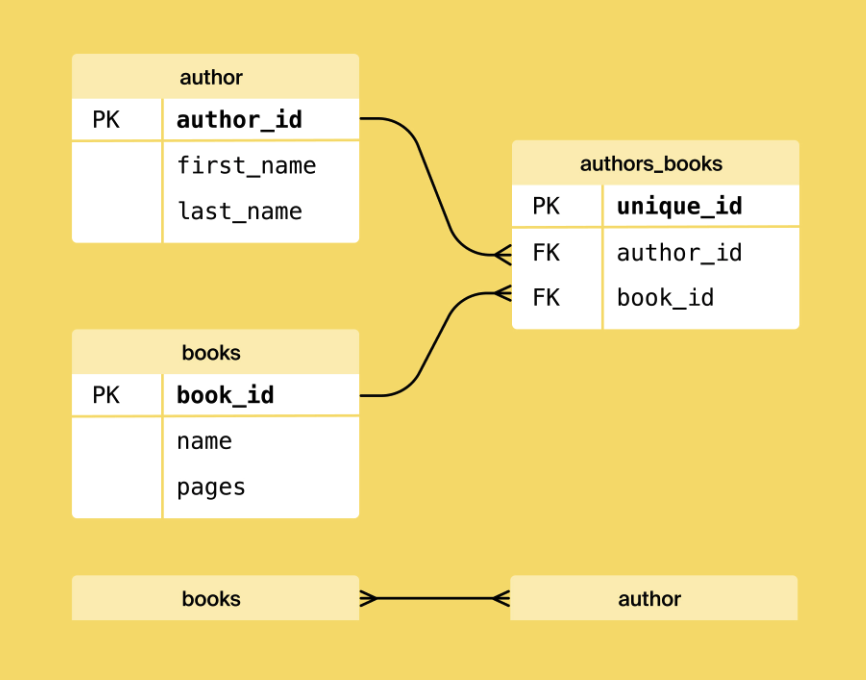 author
PK author_id
first_name
last_name
authors_books
PK unique_id
FK author_id
FK book_id
books
PK book_id
name
pages
books author